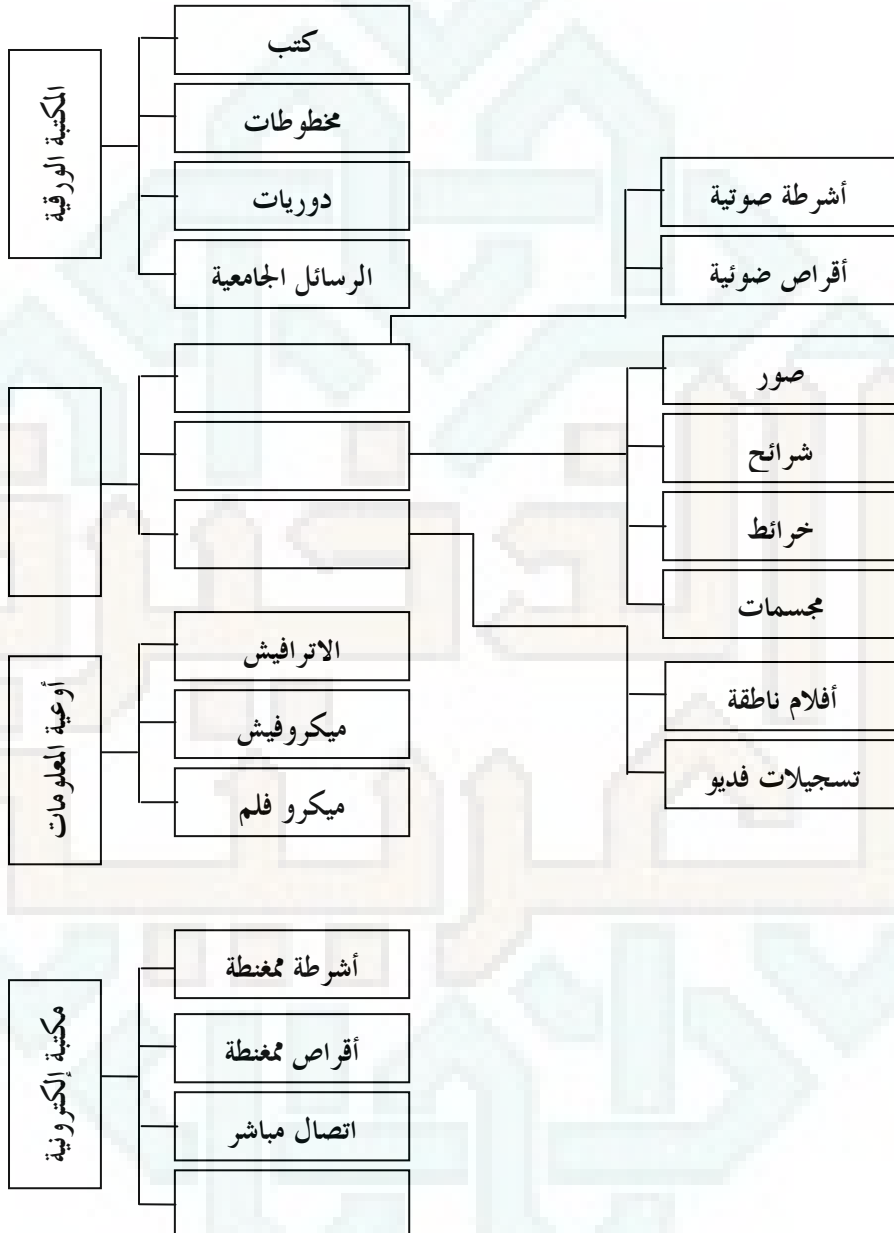 المكتبة الورقية
كتب
مخطوطات
دوريات
الرسائل الجامعية
أشرطة صوتية
أقراص ضوئية
صور
شرائح
خرائط
مجسمات
أفلام ناطقة
تسجيلات فديو
أوعية المعلومات
الاترافيش
ميكروفيش
ميكرو فلم
مكتبة إلكترونية
أشرطة ممغنطة
أقراص ممغنطة
اتصال مباشر